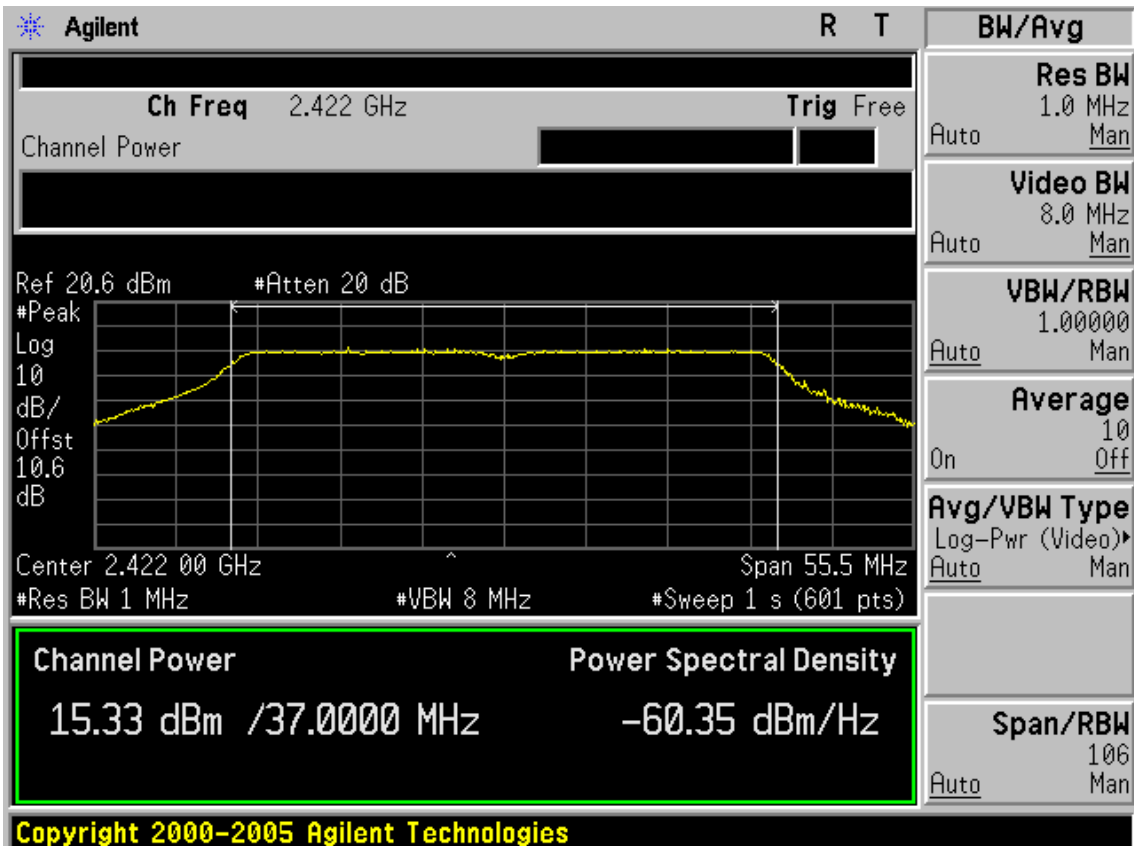 Agilent R T
Ch Freq 2.422 GHz Trig Free
Channel Power
Ref 20.6 dBm #Atten 20 dB
#Peak
Log
10
dB/
Offst
10.6
dB
Center 2.422 00 GHz ^ Span 55.5 MHz
#Res BW 1 MHz #VBW 8 MHz #Sweep 1 s (601 pts)
Channel Power Power Spectral Density
15.33 dBm /37.0000 MHz -60.35 dBm/Hz
Copyright 2000-2005 Agilent Technologies
BW/Avg
Res BW
1.0 MHz
Auto Man
Video BW
8.0 MHz
Auto Man
VBW/RBW
1.00000
Auto Man
Average
10
On Off
Avg/VBW Type
Log-Pwr (Video)▸
Auto Man
Span/RBW
106
Auto Man